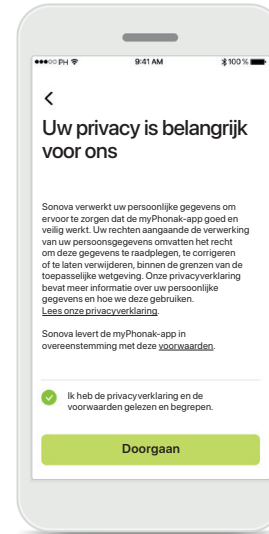 ●●●○○ PH 9:41 AM 100 %
Uw privacy is belangrijk
voor ons
Sonova verwerkt uw persoonlijke gegevens om
ervoor te zorgen dat de myPhonak-app goed en
veilig werkt. Uw rechten aangaande de verwerking
van uw persoonsgegevens omvatten het recht
om deze gegevens te raadplegen, te corrigeren
of te laten verwijderen, binnen de grenzen van de
toepasselijke wetgeving. Onze privacyverklaring
bevat meer informatie over uw persoonlijke
gegevens en hoe we deze gebruiken.
Lees onze privacyverklaring.
Sonova levert de myPhonak-app in
overeenstemming met deze voorwaarden.
Ik heb de privacyverklaring en de
voorwaarden gelezen en begrepen.
Doorgaan